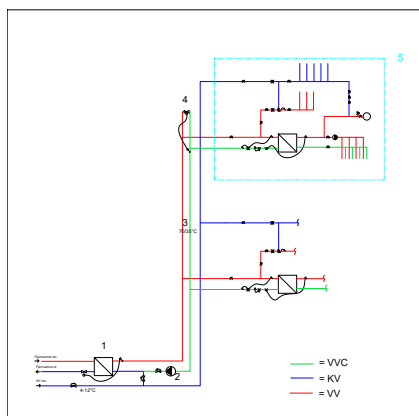 5
4
3
70/35°C
1
2
4-12°C
= VVC
= KV
= VV